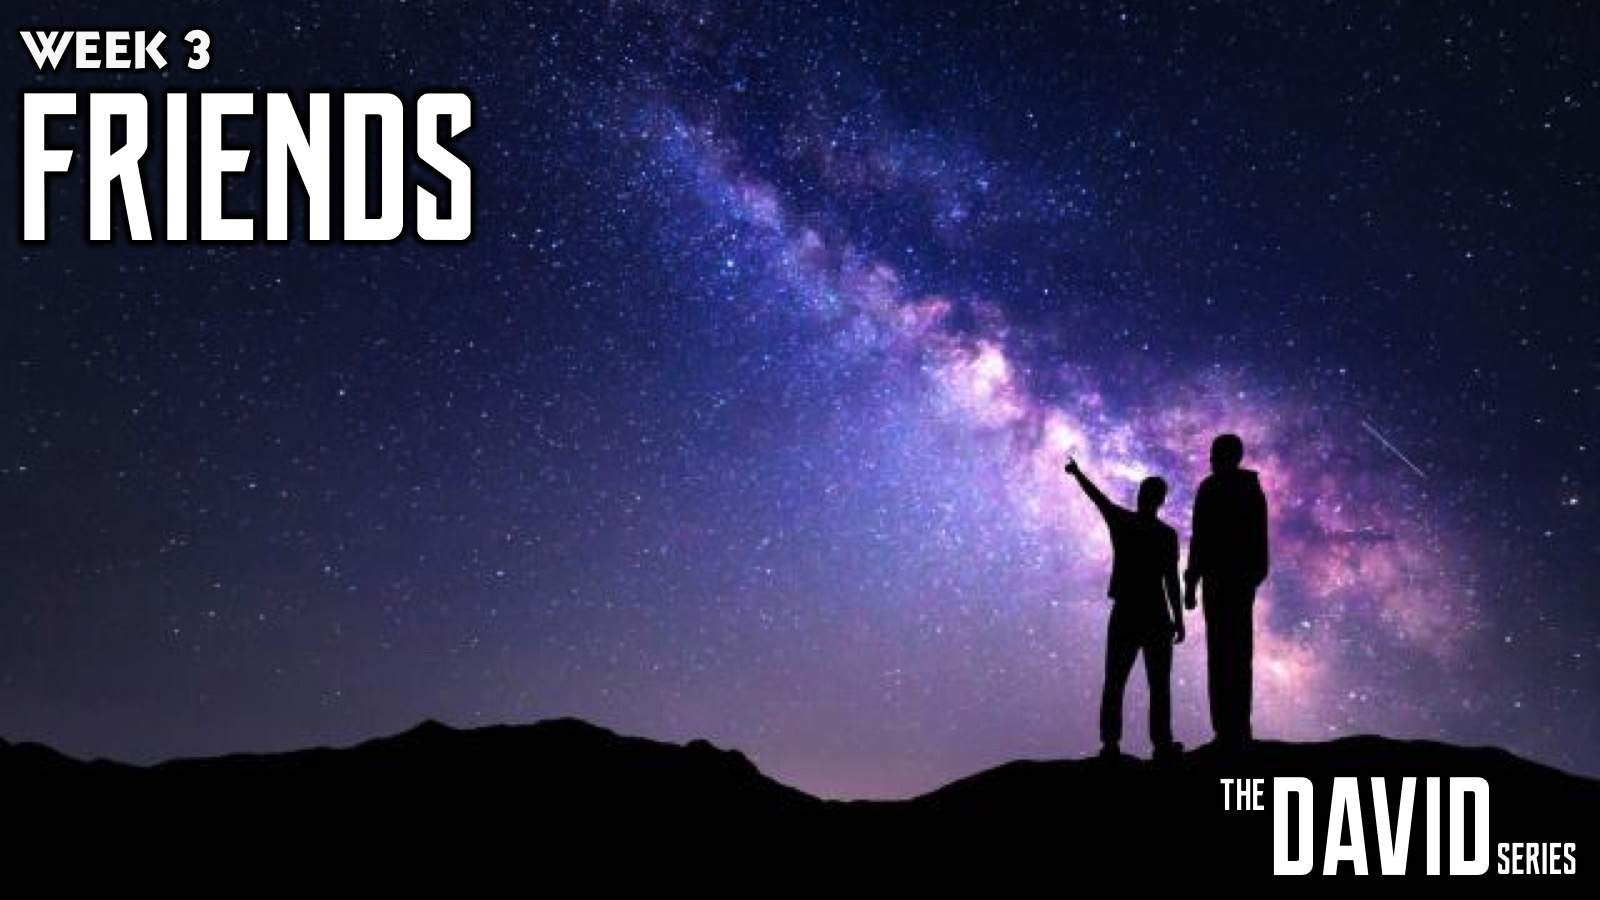 WEEK 3
FRIENDS
THE DAVID SERIES